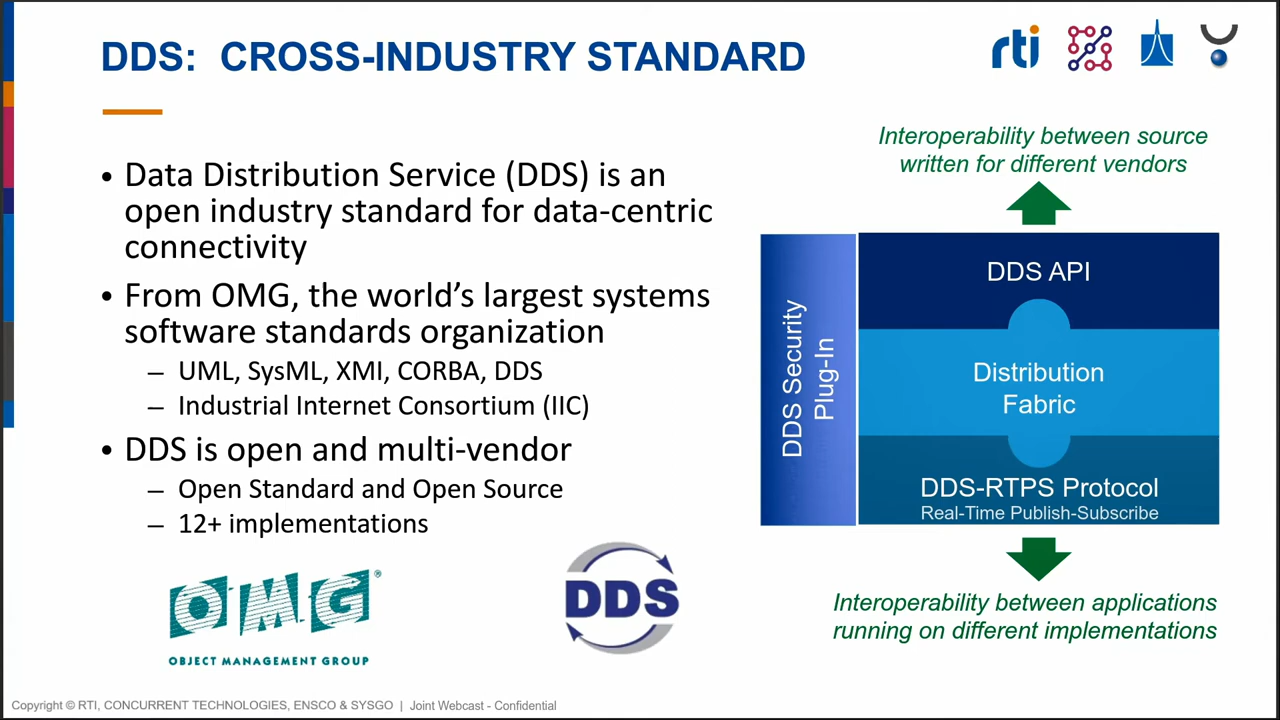 DDS: CROSS-INDUSTRY STANDARD
rti
• Data Distribution Service (DDS) is an
open industry standard for data-centric
connectivity
• From OMG, the world's largest systems
software standards organization
– UML, SysML, XMI, CORBA, DDS
– Industrial Internet Consortium (IIC)
• DDS is open and multi-vendor
– Open Standard and Open Source
– 12+ implementations
OMG®
OBJECT MANAGEMENT GROUP
DDS
Interoperability between source
written for different vendors
DDS Security
Plug-In
DDS API
Distribution
Fabric
DDS-RTPS Protocol
Real-Time Publish-Subscribe
Interoperability between applications
running on different implementations
Copyright © RTI, CONCURRENT TECHNOLOGIES, ENSCO & SYSGO | Joint Webcast - Confidential